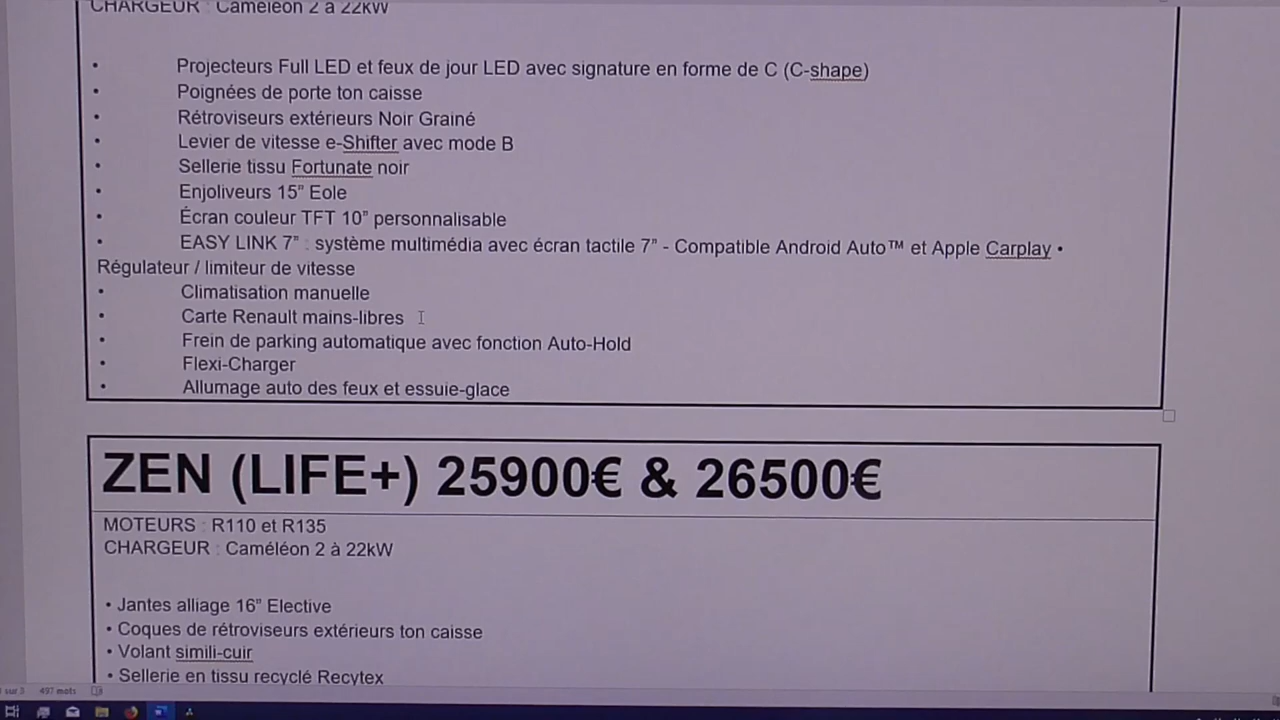 CHARGEUR : Caméléon 2 à 22kW
• Projecteurs Full LED et feux de jour LED avec signature en forme de C (C-shape)
• Poignées de porte ton caisse
• Rétroviseurs extérieurs Noir Grainé
• Levier de vitesse e-Shifter avec mode B
• Sellerie tissu Fortunate noir
• Enjoliveurs 15” Eole
• Écran couleur TFT 10” personnalisable
• EASY LINK 7” : système multimédia avec écran tactile 7” - Compatible Android Auto™ et Apple Carplay •
Régulateur / limiteur de vitesse
• Climatisation manuelle
• Carte Renault mains-libres
• Frein de parking automatique avec fonction Auto-Hold
• Flexi-Charger
• Allumage auto des feux et essuie-glace
ZEN (LIFE+) 25900€ & 26500€
MOTEURS : R110 et R135
CHARGEUR : Caméléon 2 à 22kW
• Jantes alliage 16” Elective
• Coques de rétroviseurs extérieurs ton caisse
• Volant simili-cuir
• Sellerie en tissu recyclé Recytex
sur 3 497 mots